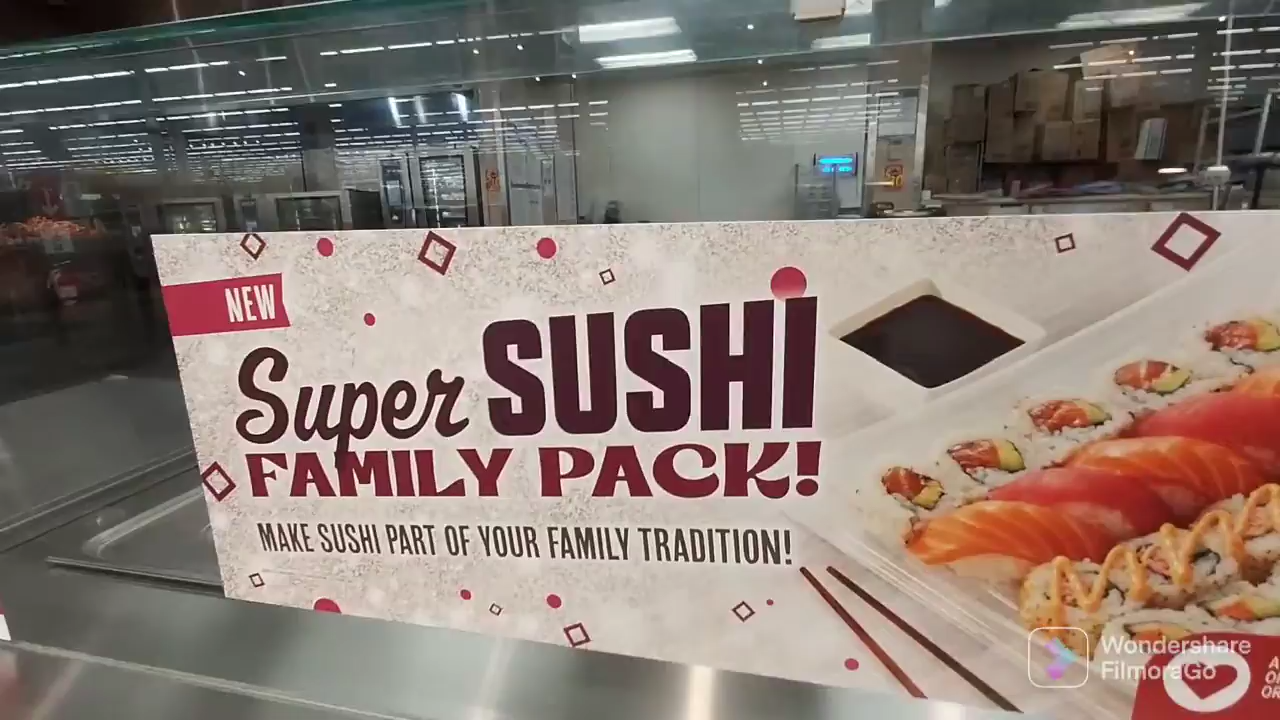 NEW
Super SUSHI
FAMILY PACK!
MAKE SUSHI PART OF YOUR FAMILY TRADITION!
Wondershare
FilmoraGo